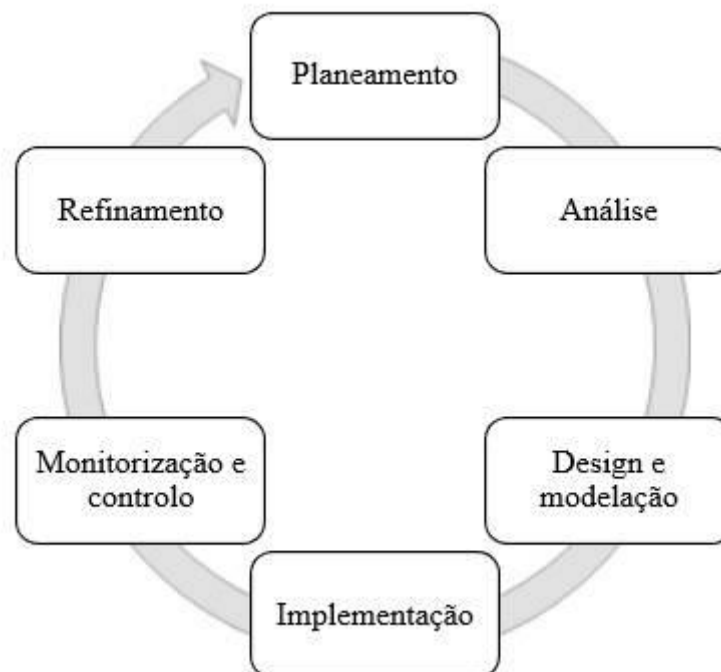 Planeamento
Análise
Design e
modelação
Implementação
Monitorização e
controlo
Refinamento